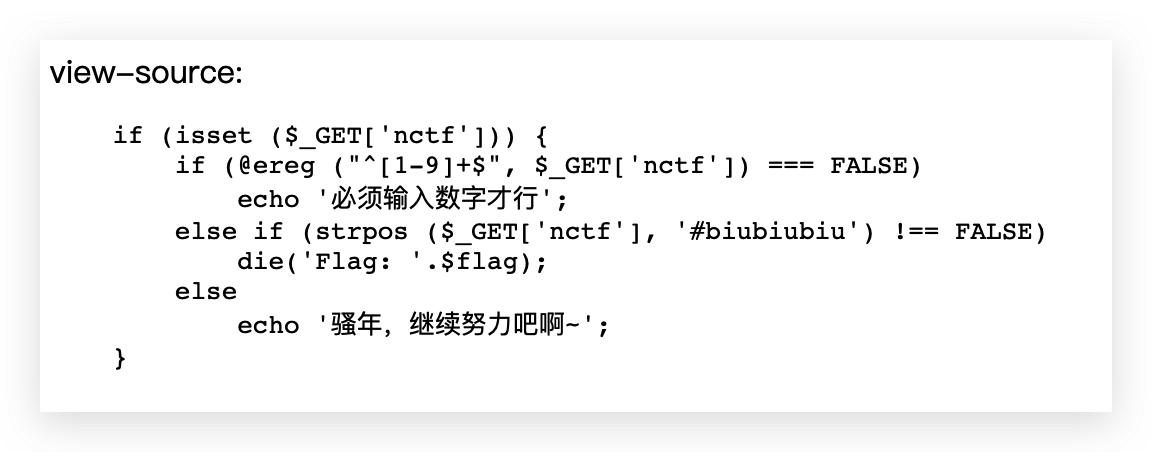 view-source:
if (isset ($_GET['nctf'])) {
if (@ereg ("^[1-9]+$", $_GET['nctf']) === FALSE)
echo '必须输入数字才行';
else if (strpos ($_GET['nctf'], '#biubiubiu') !== FALSE)
die('Flag: '.$flag);
else
echo '骚年，继续努力吧啊~';
}